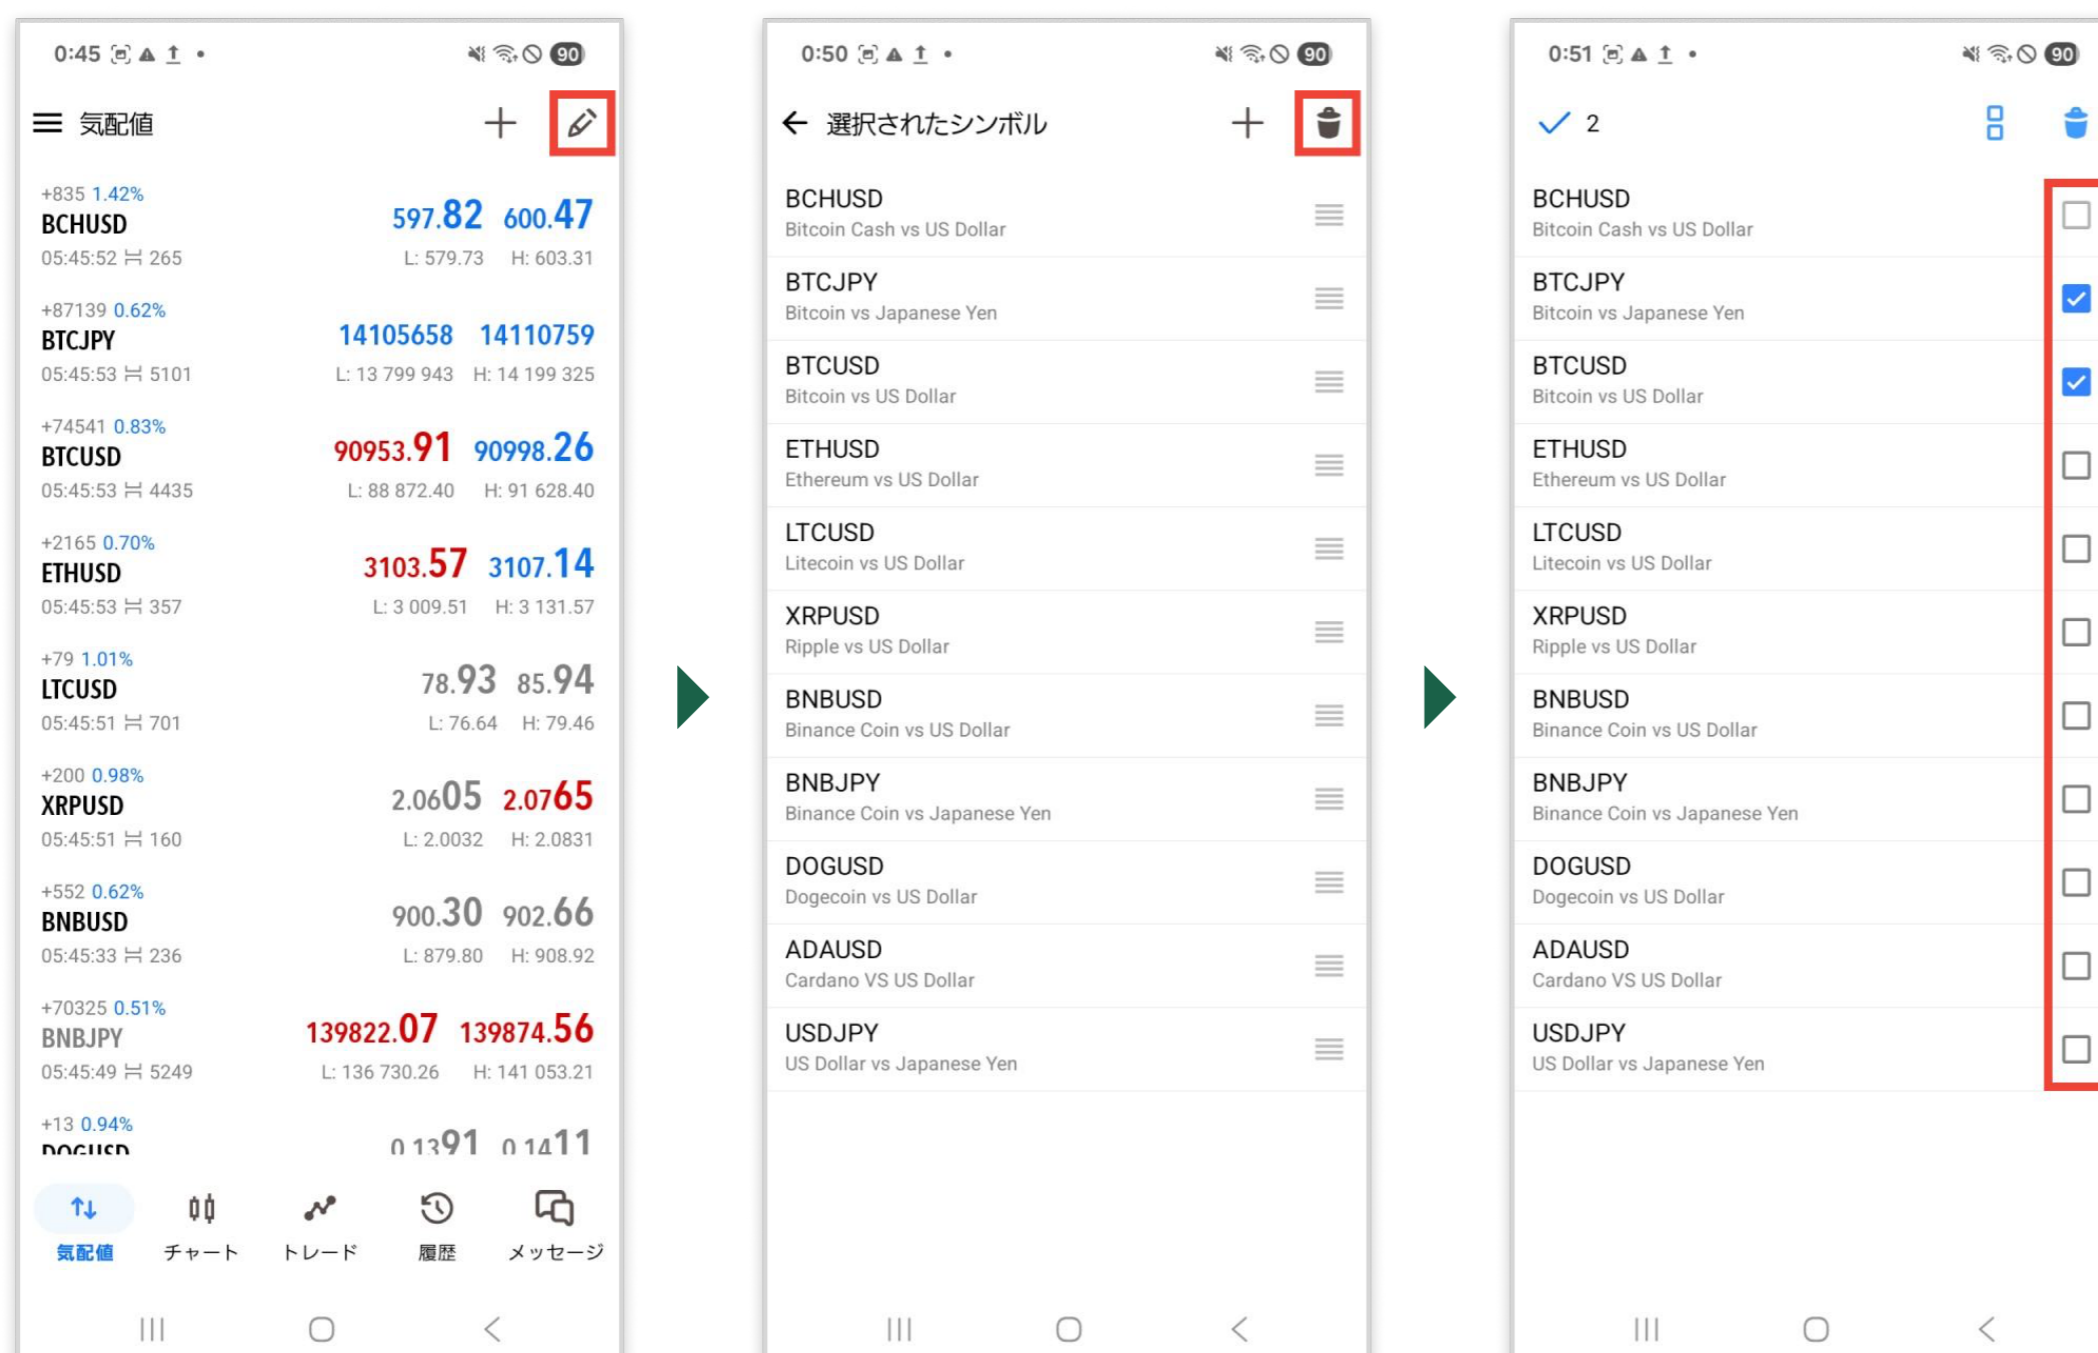 0:45
90
気配値
+835 1.42%
BCHUSD
597.82 600.47
05:45:52 265
L: 579.73 H: 603.31
+87139 0.62%
BTCJPY
14105658 14110759
05:45:53 5101
L: 13 799 943 H: 14 199 325
+74541 0.83%
BTCUSD
90953.91 90998.26
05:45:53 4435
L: 88 872.40 H: 91 628.40
+2165 0.70%
ETHUSD
3103.57 3107.14
05:45:53 357
L: 3 009.51 H: 3 131.57
+79 1.01%
LTCUSD
78.93 85.94
05:45:51 701
L: 76.64 H: 79.46
+200 0.98%
XRPUSD
2.0605 2.0765
05:45:51 160
L: 2.0032 H: 2.0831
+552 0.62%
BNBUSD
900.30 902.66
05:45:33 236
L: 879.80 H: 908.92
+70325 0.51%
BNBJPY
139822.07 139874.56
05:45:49 5249
L: 136 730.26 H: 141 053.21
+13 0.94%
DOGUSD
0.1391 0.1411
気配値 チャート トレード 履歴 メッセージ
0:50
90
選択されたシンボル
BCHUSD
Bitcoin Cash vs US Dollar
BTCJPY
Bitcoin vs Japanese Yen
BTCUSD
Bitcoin vs US Dollar
ETHUSD
Ethereum vs US Dollar
LTCUSD
Litecoin vs US Dollar
XRPUSD
Ripple vs US Dollar
BNBUSD
Binance Coin vs US Dollar
BNBJPY
Binance Coin vs Japanese Yen
DOGUSD
Dogecoin vs US Dollar
ADAUSD
Cardano VS US Dollar
USDJPY
US Dollar vs Japanese Yen
0:51
90
2
BCHUSD
Bitcoin Cash vs US Dollar
BTCJPY
Bitcoin vs Japanese Yen
BTCUSD
Bitcoin vs US Dollar
ETHUSD
Ethereum vs US Dollar
LTCUSD
Litecoin vs US Dollar
XRPUSD
Ripple vs US Dollar
BNBUSD
Binance Coin vs US Dollar
BNBJPY
Binance Coin vs Japanese Yen
DOGUSD
Dogecoin vs US Dollar
ADAUSD
Cardano VS US Dollar
USDJPY
US Dollar vs Japanese Yen